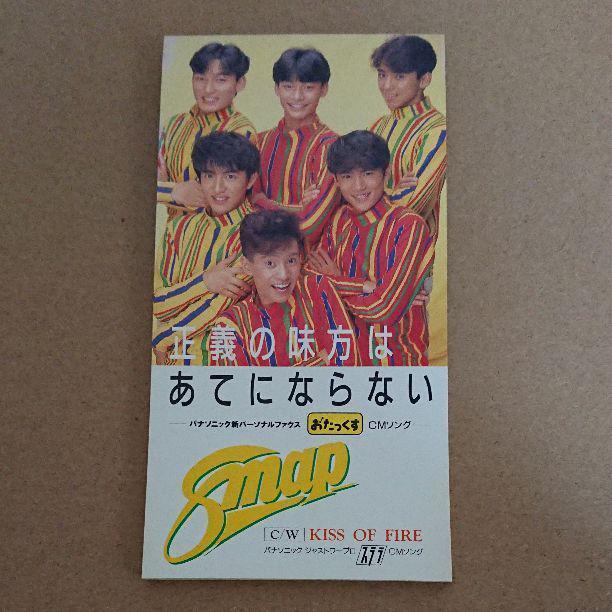 正義の味方は
あてにならない
パナソニック新パーソナルファクス おたっくす CMソング
Smap
C/W KISS OF FIRE
パナソニック ジャストワープロ スララ CMソング